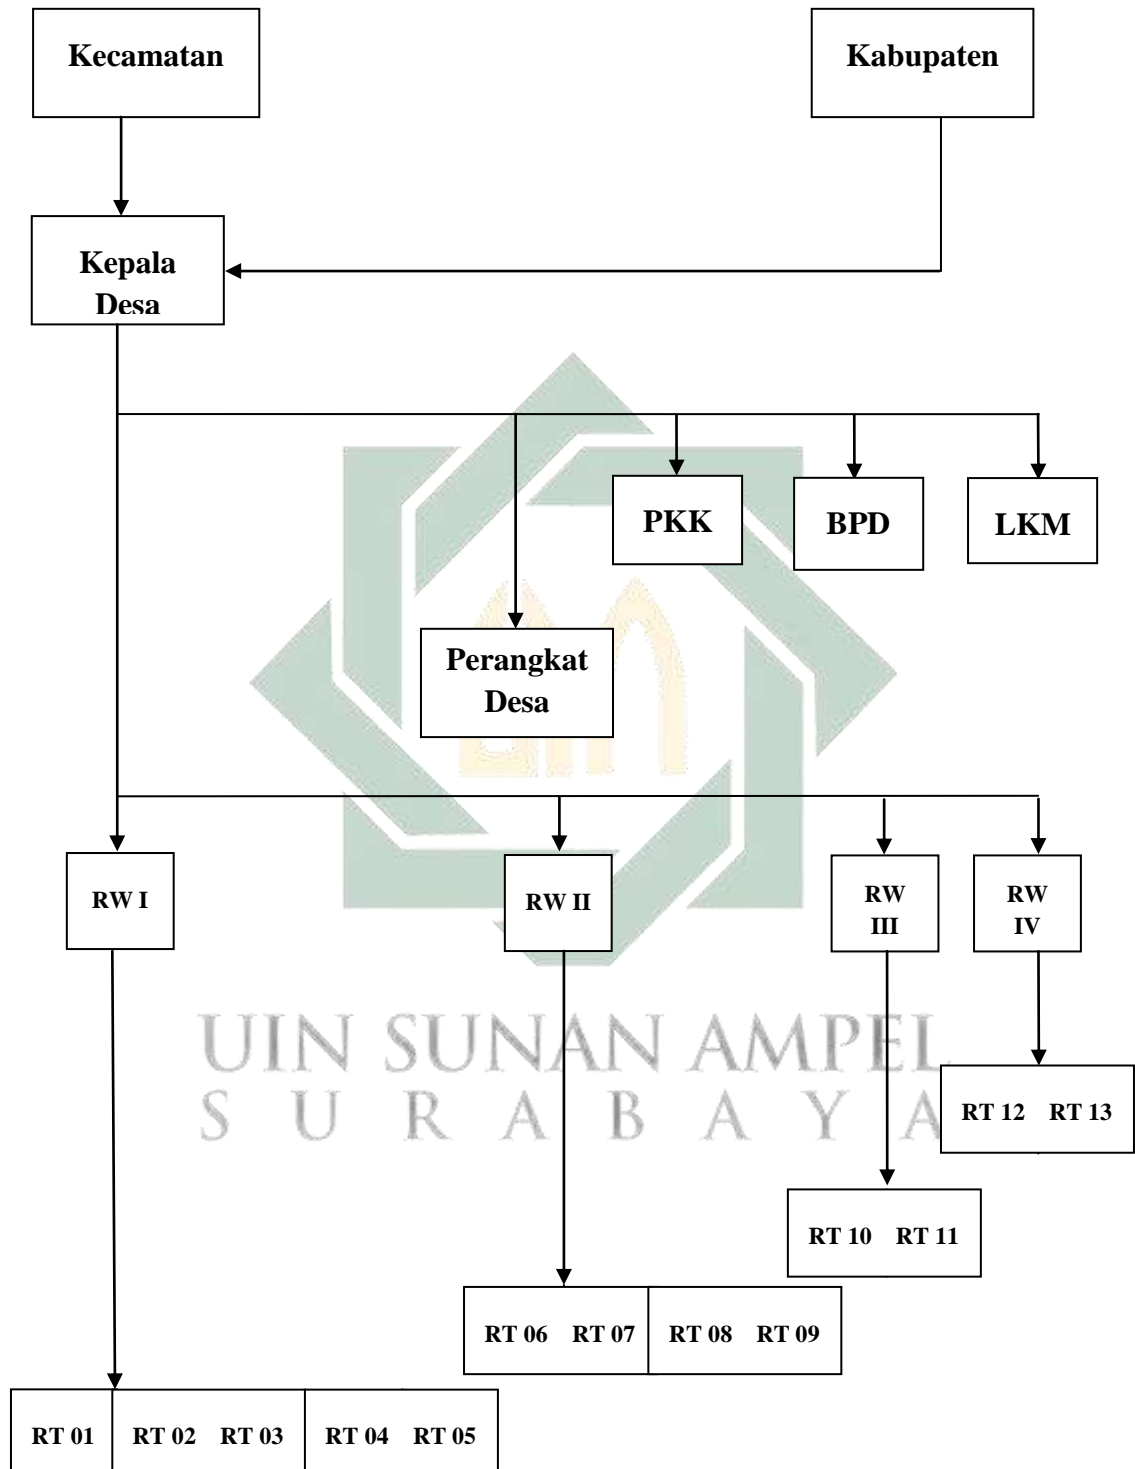 Kecamatan
Kabupaten
Kepala
Desa
PKK
BPD
LKM
Perangkat
Desa
RW I
RW II
RW
III
RW
IV
UIN SUNAN AMPEL
S U R A B A Y A
RT 12 RT 13
RT 10 RT 11
RT 06 RT 07 RT 08 RT 09
RT 01 RT 02 RT 03 RT 04 RT 05